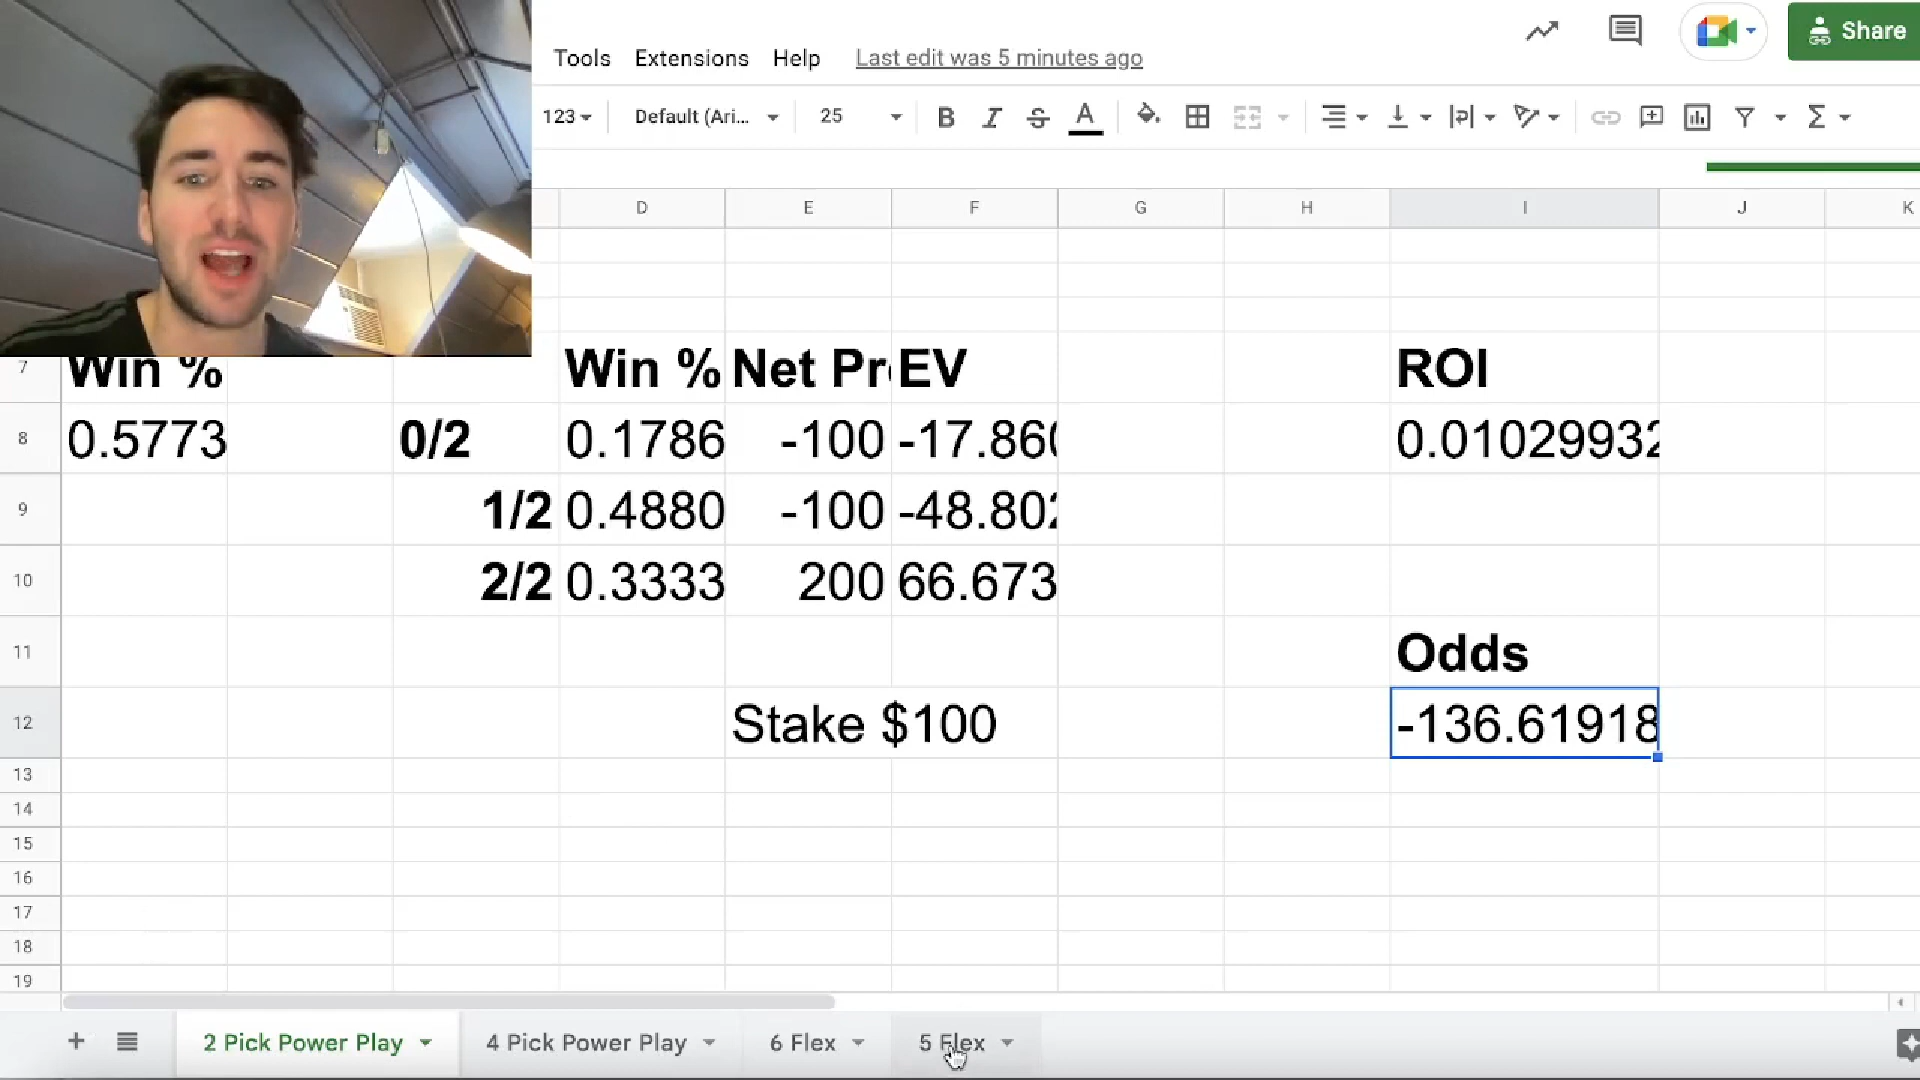 Share
Tools Extensions Help Last edit was 5 minutes ago
123 Default (Ari... 25 B I S A Σ
D E F G H I J K
7 Win % Win % Net Pr EV ROI
8 0.5773 0/2 0.1786 -100 -17.860 0.01029932
9 1/2 0.4880 -100 -48.802
10 2/2 0.3333 200 66.673
11 Odds
12 Stake $100 -136.61918
13
14
15
16
17
18
19
2 Pick Power Play 4 Pick Power Play 6 Flex 5 Flex